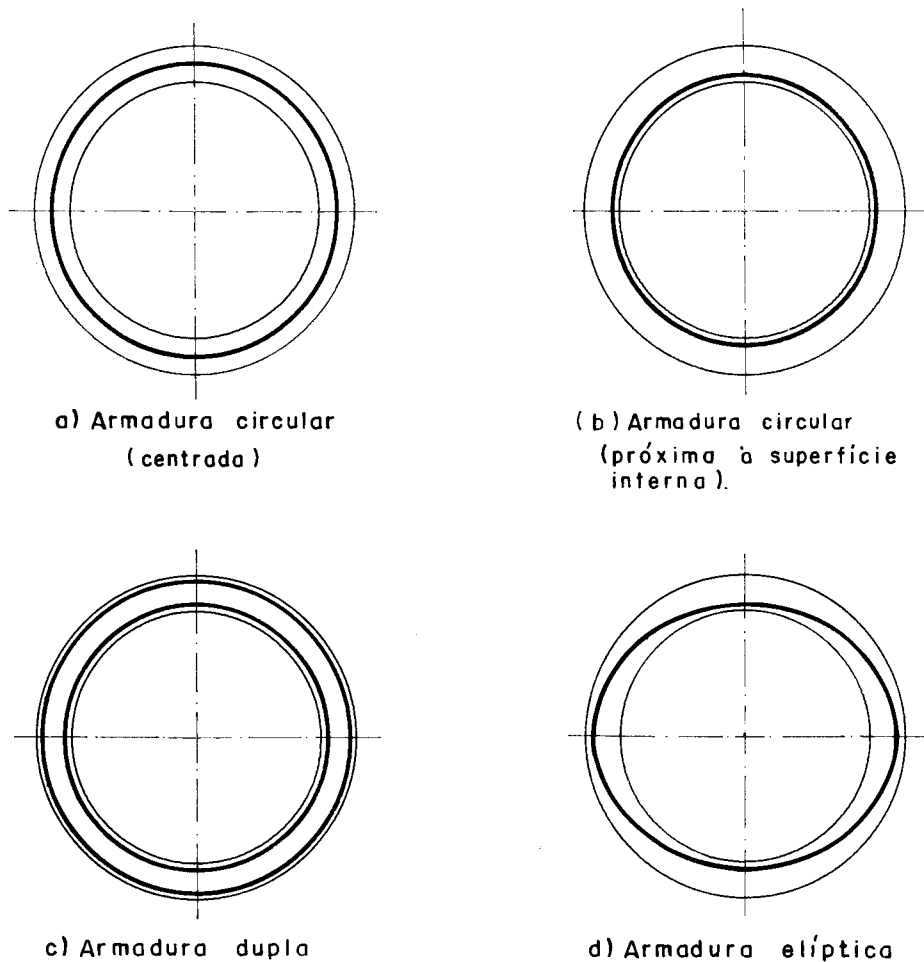 a) Armadura circular
(centrada)
(b) Armadura circular
(próxima à superfície
interna).
c) Armadura dupla
d) Armadura elíptica